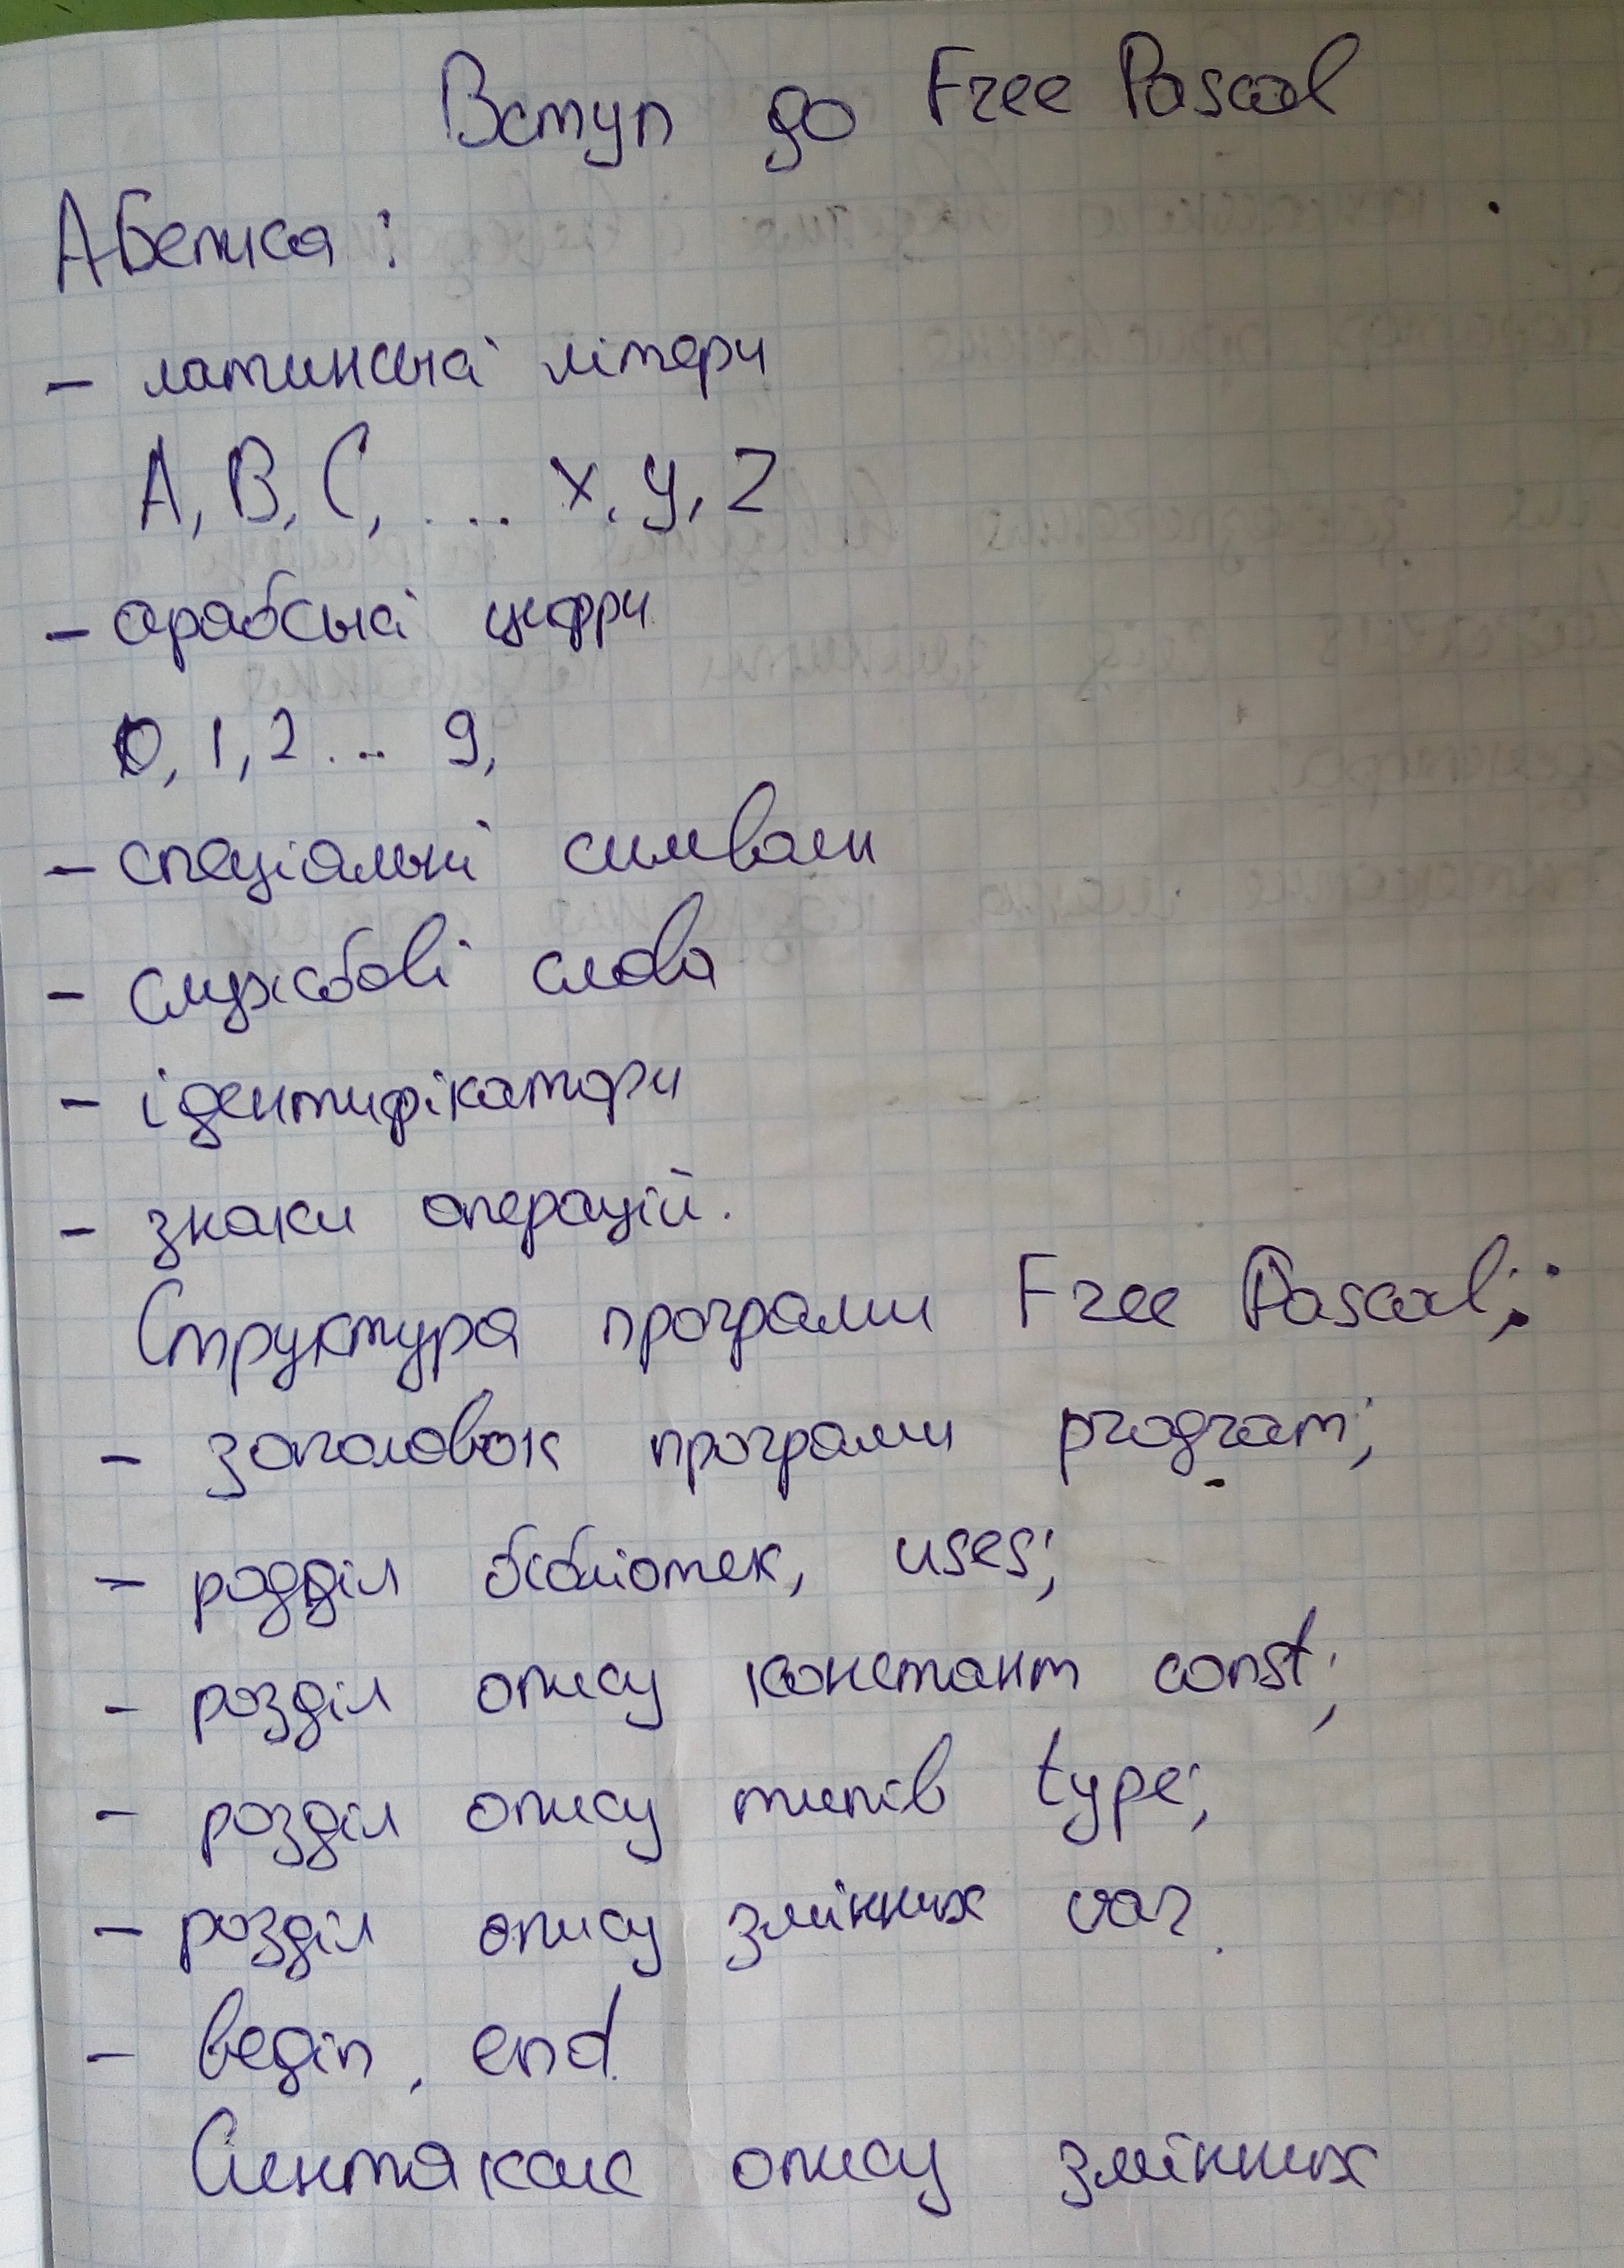 Вступ до Free Pascal
Абетка:
- латинські літери
A, B, C, .... x, y, z
- арабські цифри
0, 1, 2 ... 9,
- спеціальні символи
- службові слова
- ідентифікатори
- знаки операцій.
Структура програми Free Pascal;:
- заголовок програми program;
- розділ бібліотек, uses;
- розділ опису констант const;
- розділ опису типів type;
- розділ опису змінних var.
- begin, end.
Синтаксис опису змінних